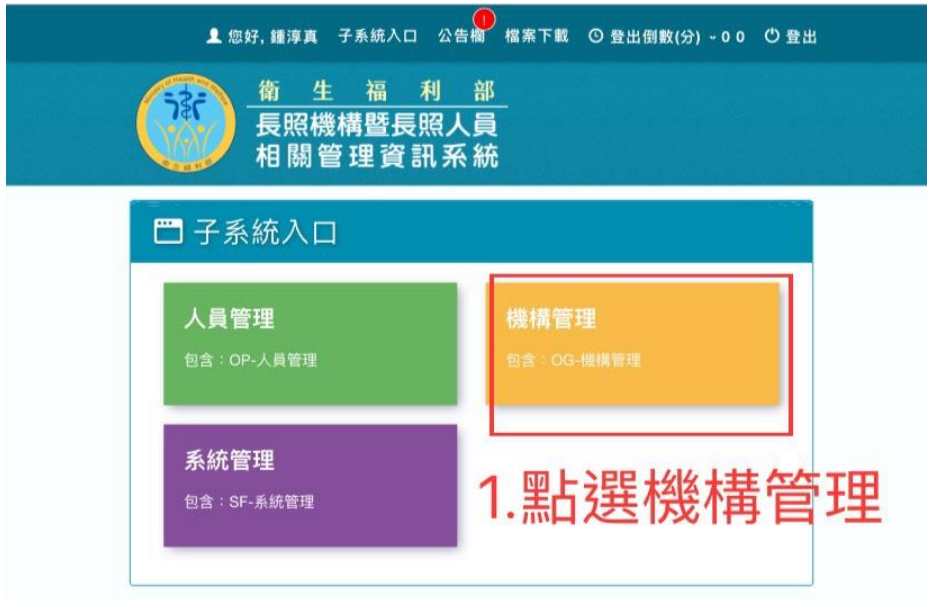 您好, 鍾淳真 子系統入口 公告欄 ! 檔案下載 登出倒數(分) ~ 0 0 登出
衛生福利部
長照機構暨長照人員
相關管理資訊系統
子系統入口
人員管理
包含：OP-人員管理
機構管理
包含：OG-機構管理
系統管理
包含：SF-系統管理
1.點選機構管理